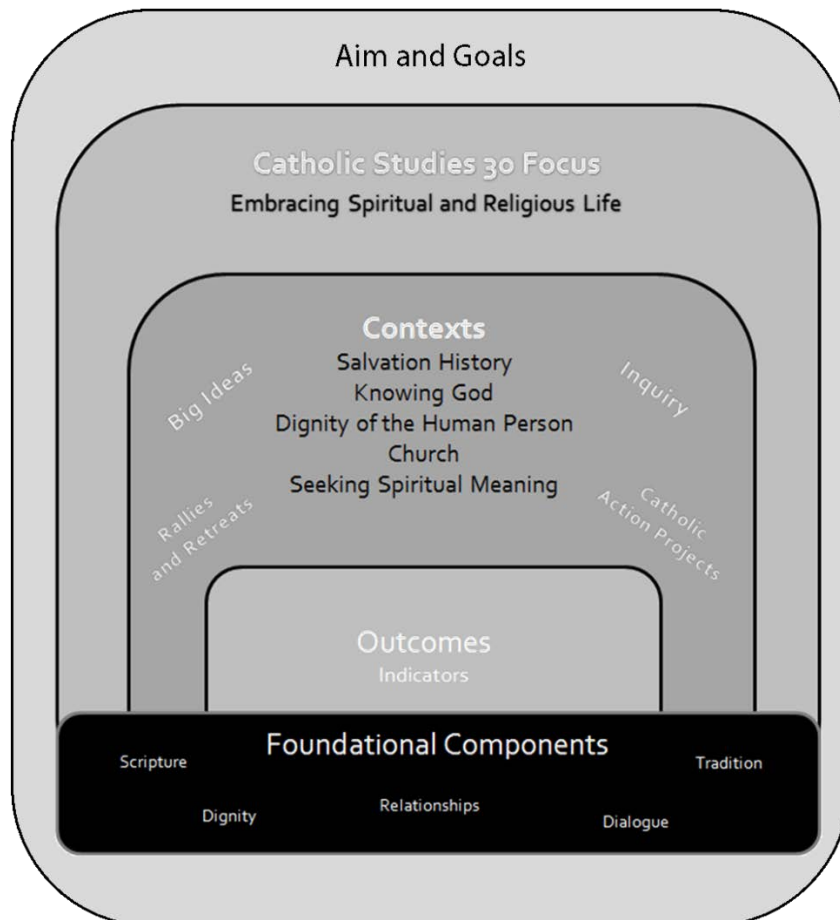 Aim and Goals
Catholic Studies 30 Focus
Embracing Spiritual and Religious Life
Contexts
Salvation History
Knowing God
Dignity of the Human Person
Church
Seeking Spiritual Meaning
Big Ideas
Inquiry
Rallies
and Retreats
Catholic
Action Projects
Outcomes
Indicators
Foundational Components
Scripture
Tradition
Dignity
Relationships
Dialogue